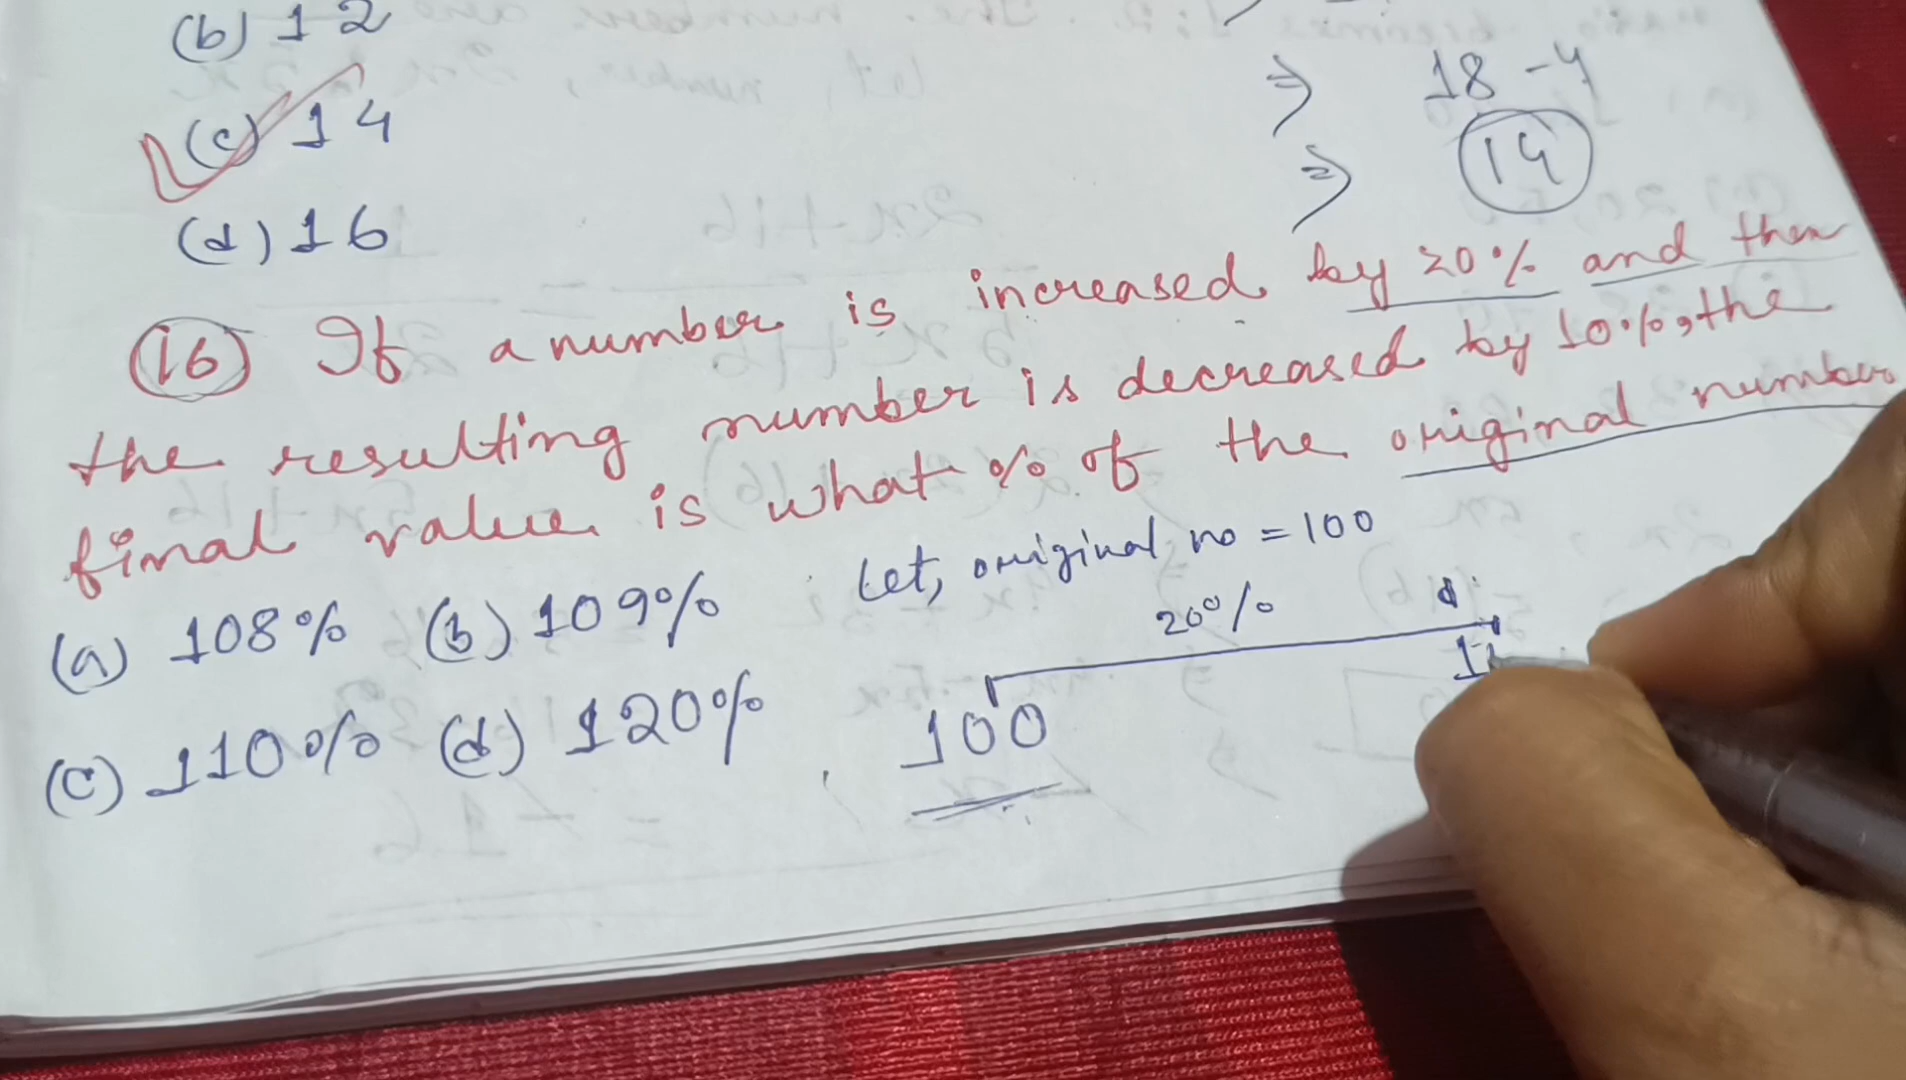 (b) 12
(c) 14
(d) 16
⇒ 18-4
⇒ 14
(16) If a number is increased by 20% and then
the resulting number is decreased by 10%, the
final value is what % of the original number
(a) 108% (b) 109%
(c) 110% (d) 120%
Let, original no = 100
20%
100